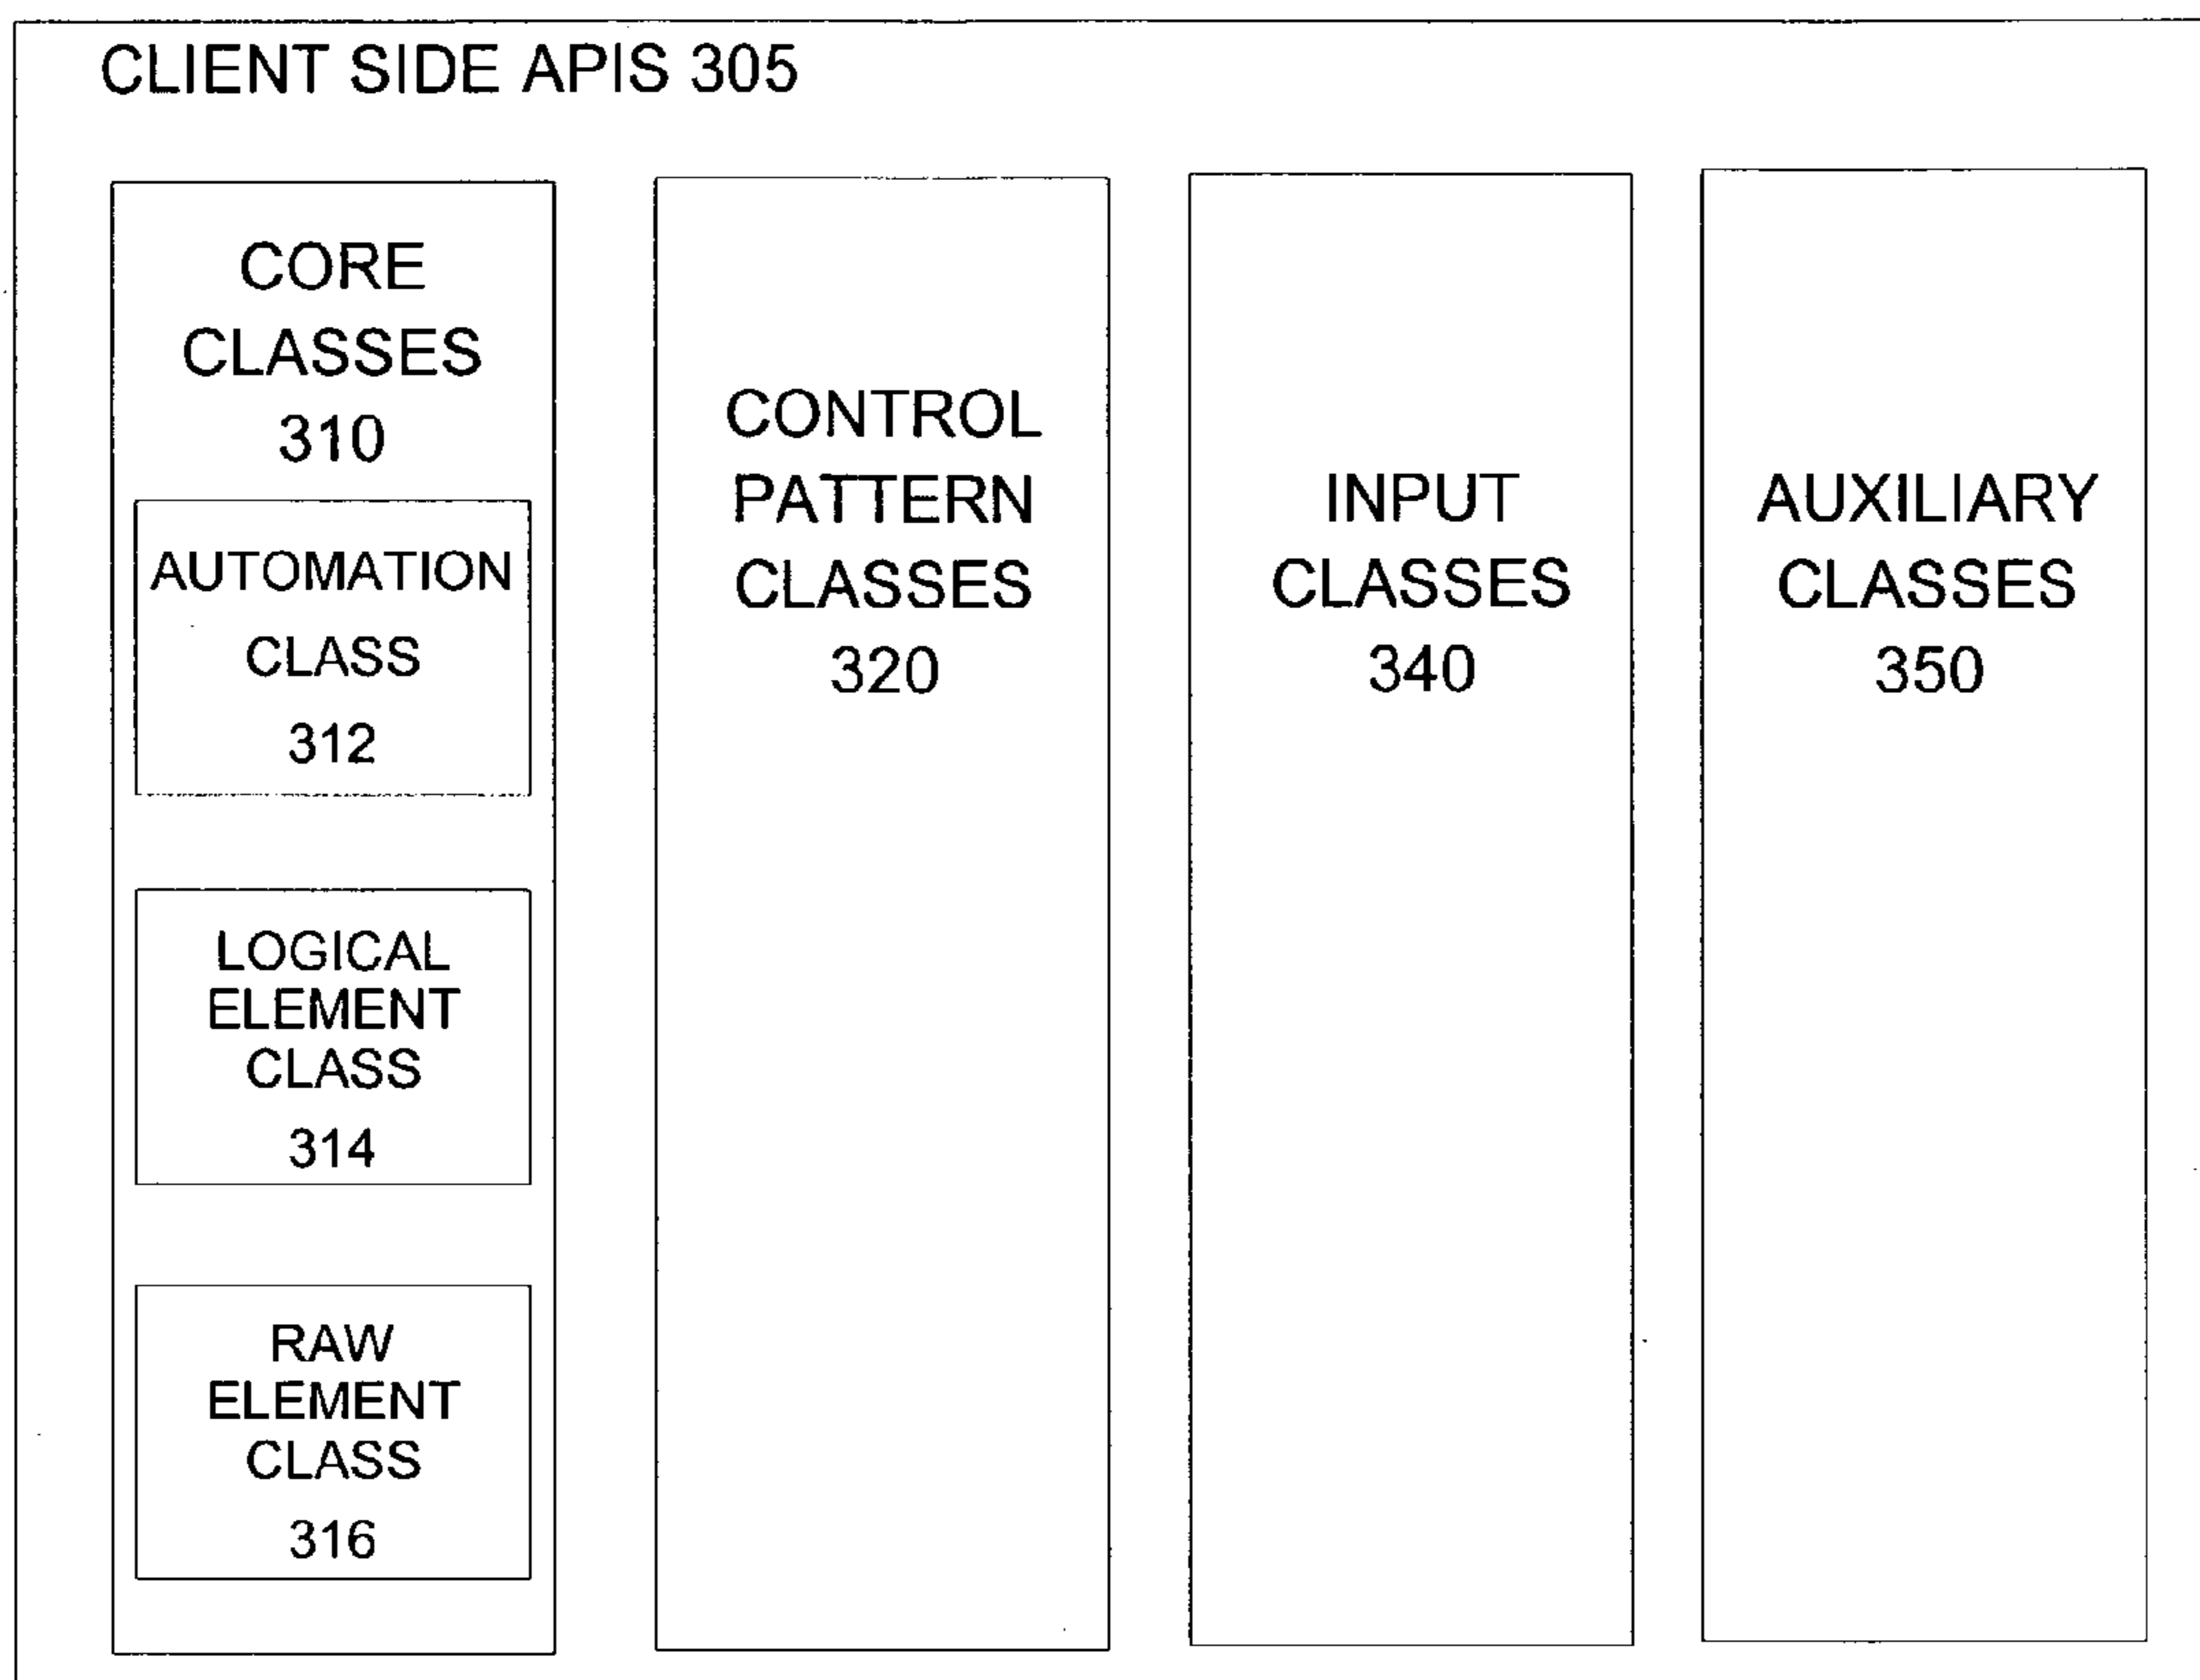 CLIENT SIDE APIS 305
CORE
CLASSES
310
AUTOMATION
CLASS
312
LOGICAL
ELEMENT
CLASS
314
RAW
ELEMENT
CLASS
316
CONTROL
PATTERN
CLASSES
320
INPUT
CLASSES
340
AUXILIARY
CLASSES
350